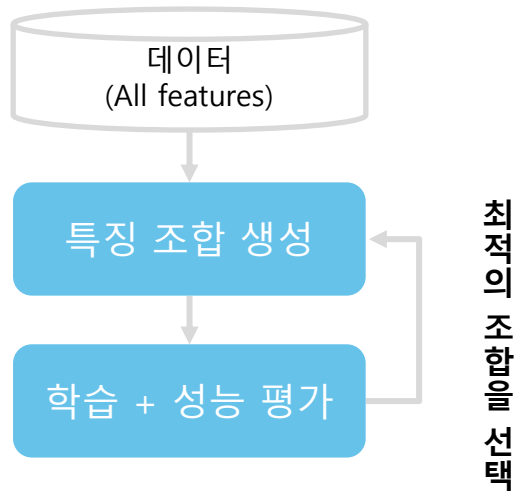 데이터
(All features)
특징 조합 생성
학습 + 성능 평가
최적의 조합을 선택